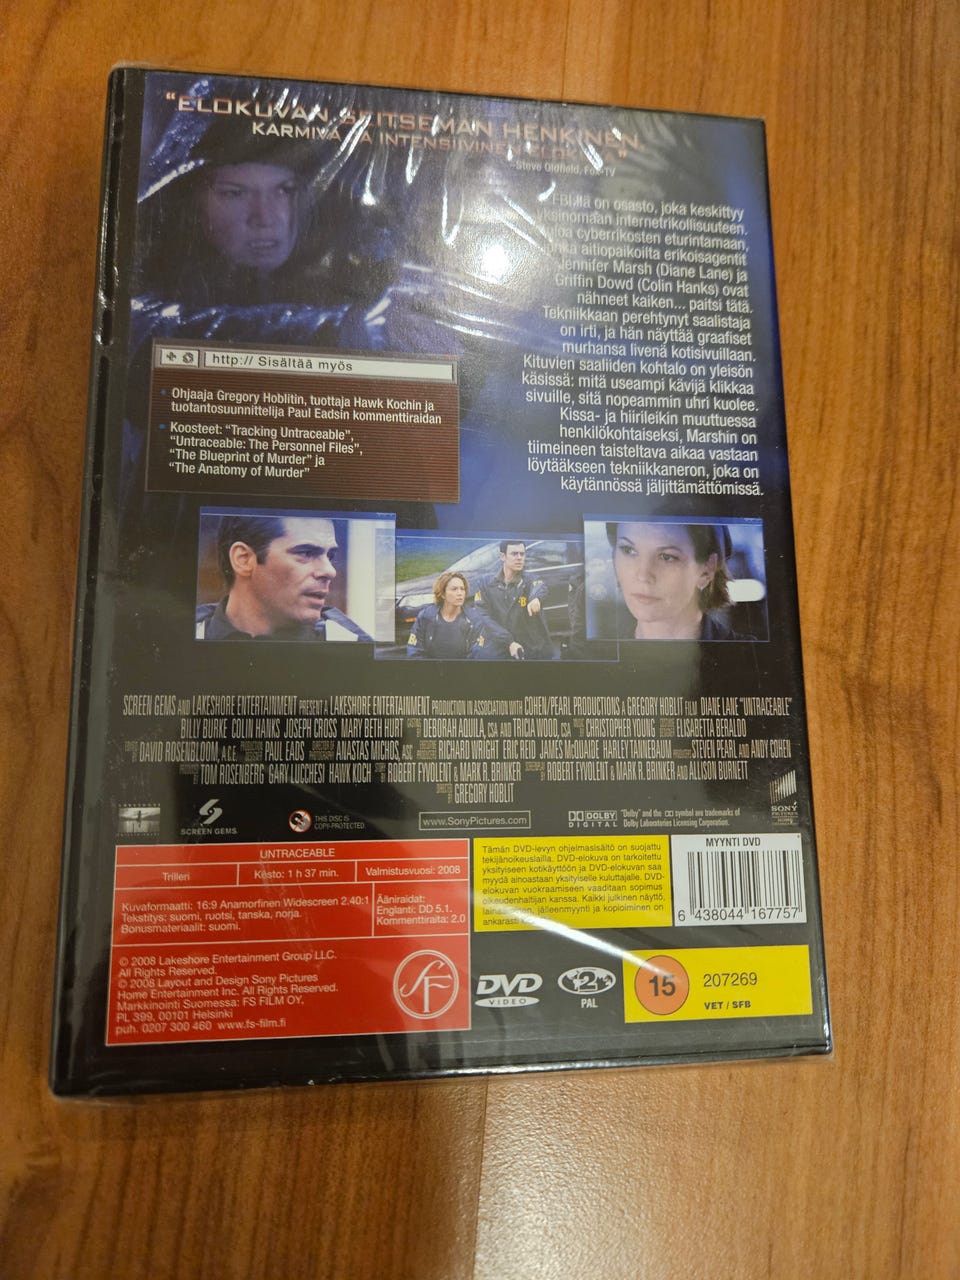 "ELOKUVAN SEITSEMÄN HENKINEN,
KARMIVA JA INTENSIIVINEN ELOKUVA"
-Steve Oldfield, Fox-TV
FBI:llä on osasto, joka keskittyy
yksinomaan internetrikollisuuteen.
cyberrikosten eturintamaan,
aitiopaikoilta erikoisagentit
Jennifer Marsh (Diane Lane) ja
Griffin Dowd (Colin Hanks) ovat
nähneet kaiken... paitsi tätä.
Tekniikkaan perehtynyt saalistaja
on irti, ja hän näyttää graafiset
murhansa livenä kotisivuillaan.
Kituvien saaliiden kohtalo on yleisön
käsissä: mitä useampi kävijä klikkaa
sivuille, sitä nopeammin uhri kuolee.
Kissa- ja hiirileikin muuttuessa
henkilökohtaiseksi, Marshin on
tiimeineen taisteltava aikaa vastaan
löytääkseen tekniikkaneron, joka on
käytännössä jäljittämättömissä.
http:// Sisältää myös
• Ohjaaja Gregory Hoblitin, tuottaja Hawk Kochin ja
tuotantosuunnittelija Paul Eadsin kommenttiraidan
• Koosteet: "Tracking Untraceable",
"Untraceable: The Personnel Files",
"The Blueprint of Murder" ja
"The Anatomy of Murder"
SCREEN GEMS AND LAKESHORE ENTERTAINMENT PRESENT A LAKESHORE ENTERTAINMENT PRODUCTION IN ASSOCIATION WITH COHEN/PEARL PRODUCTIONS A GREGORY HOBLIT FILM DIANE LANE "UNTRACEABLE"
BILLY BURKE COLIN HANKS JOSEPH CROSS MARY BETH HURT DEBORAH AQUILA, CSA AND TRICIA WOOD, CSA CHRISTOPHER YOUNG ELISABETTA BERALDO
DAVID ROSENBLOOM, A.C.E. PAUL EADS ANASTAS MICHOS, ASC RICHARD WRIGHT ERIC REID JAMES McQUAIDE HARLEY TANNEBAUM STEVEN PEARL AND ANDY COHEN
TOM ROSENBERG GARY LUCCHESI HAWK KOCH ROBERT FYVOLENT & MARK R. BRINKER ROBERT FYVOLENT & MARK R. BRINKER AND ALLISON BURNETT
GREGORY HOBLIT
SCREEN GEMS
THIS DISC IS
COPY-PROTECTED
www.SonyPictures.com
DOLBY
DIGITAL
"Dolby" and the symbol are trademarks of
Dolby Laboratories Licensing Corporation.
SONY
PICTURES
UNTRACEABLE
Trilleri
Kesto: 1 h 37 min.
Valmistusvuosi: 2008
Kuvaformaatti: 16:9 Anamorfinen Widescreen 2.40:1
Tekstitys: suomi, ruotsi, tanska, norja.
Bonusmateriaalit: suomi.
Ääniraidat:
Englanti: DD 5.1.
Kommenttiraita: 2.0
© 2008 Lakeshore Entertainment Group LLC.
All Rights Reserved.
© 2008 Layout and Design Sony Pictures
Home Entertainment Inc. All Rights Reserved.
Markkinointi Suomessa: FS FILM OY,
PL 399, 00101 Helsinki
puh. 0207 300 460 www.fs-film.fi
SF
Tämän DVD-levyn ohjelmasisältö on suojattu
tekijänoikeuslailla. DVD-elokuva on tarkoitettu
yksityiseen kotikäyttöön ja DVD-elokuvan saa
myydä ainoastaan yksityiselle kuluttajalle. DVD-
elokuvan vuokraamiseen vaaditaan sopimus
oikeudenhaltijan kanssa. Kaikki julkinen näyttö,
lainaaminen, jälleenmyynti ja kopioiminen on
ankarasti
MYYNTI DVD
6 438044 167757
DVD
VIDEO
2
PAL
15
207269
VET / SFB